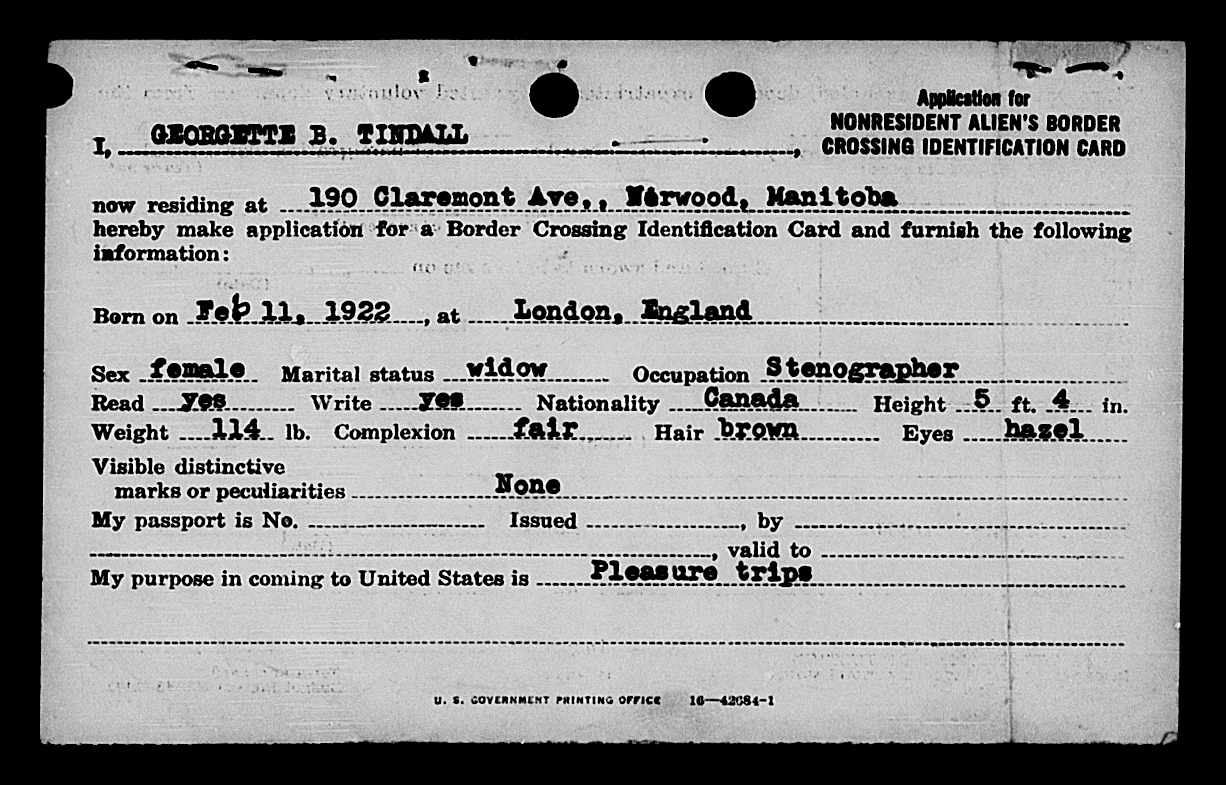 Application for
NONRESIDENT ALIEN'S BORDER
CROSSING IDENTIFICATION CARD
I, GEORGETTE B. TINDALL,
now residing at 190 Claremont Ave., Norwood, Manitoba
hereby make application for a Border Crossing Identification Card and furnish the following
information:
Born on Feb 11, 1922, at London, England
Sex female Marital status widow Occupation Stenographer
Read yes Write yes Nationality Canada Height 5 ft. 4 in.
Weight 114 lb. Complexion fair Hair brown Eyes hazel
Visible distinctive
marks or peculiarities None
My passport is No. Issued , by
, valid to
My purpose in coming to United States is Pleasure trips
U. S. GOVERNMENT PRINTING OFFICE 16—42684-1